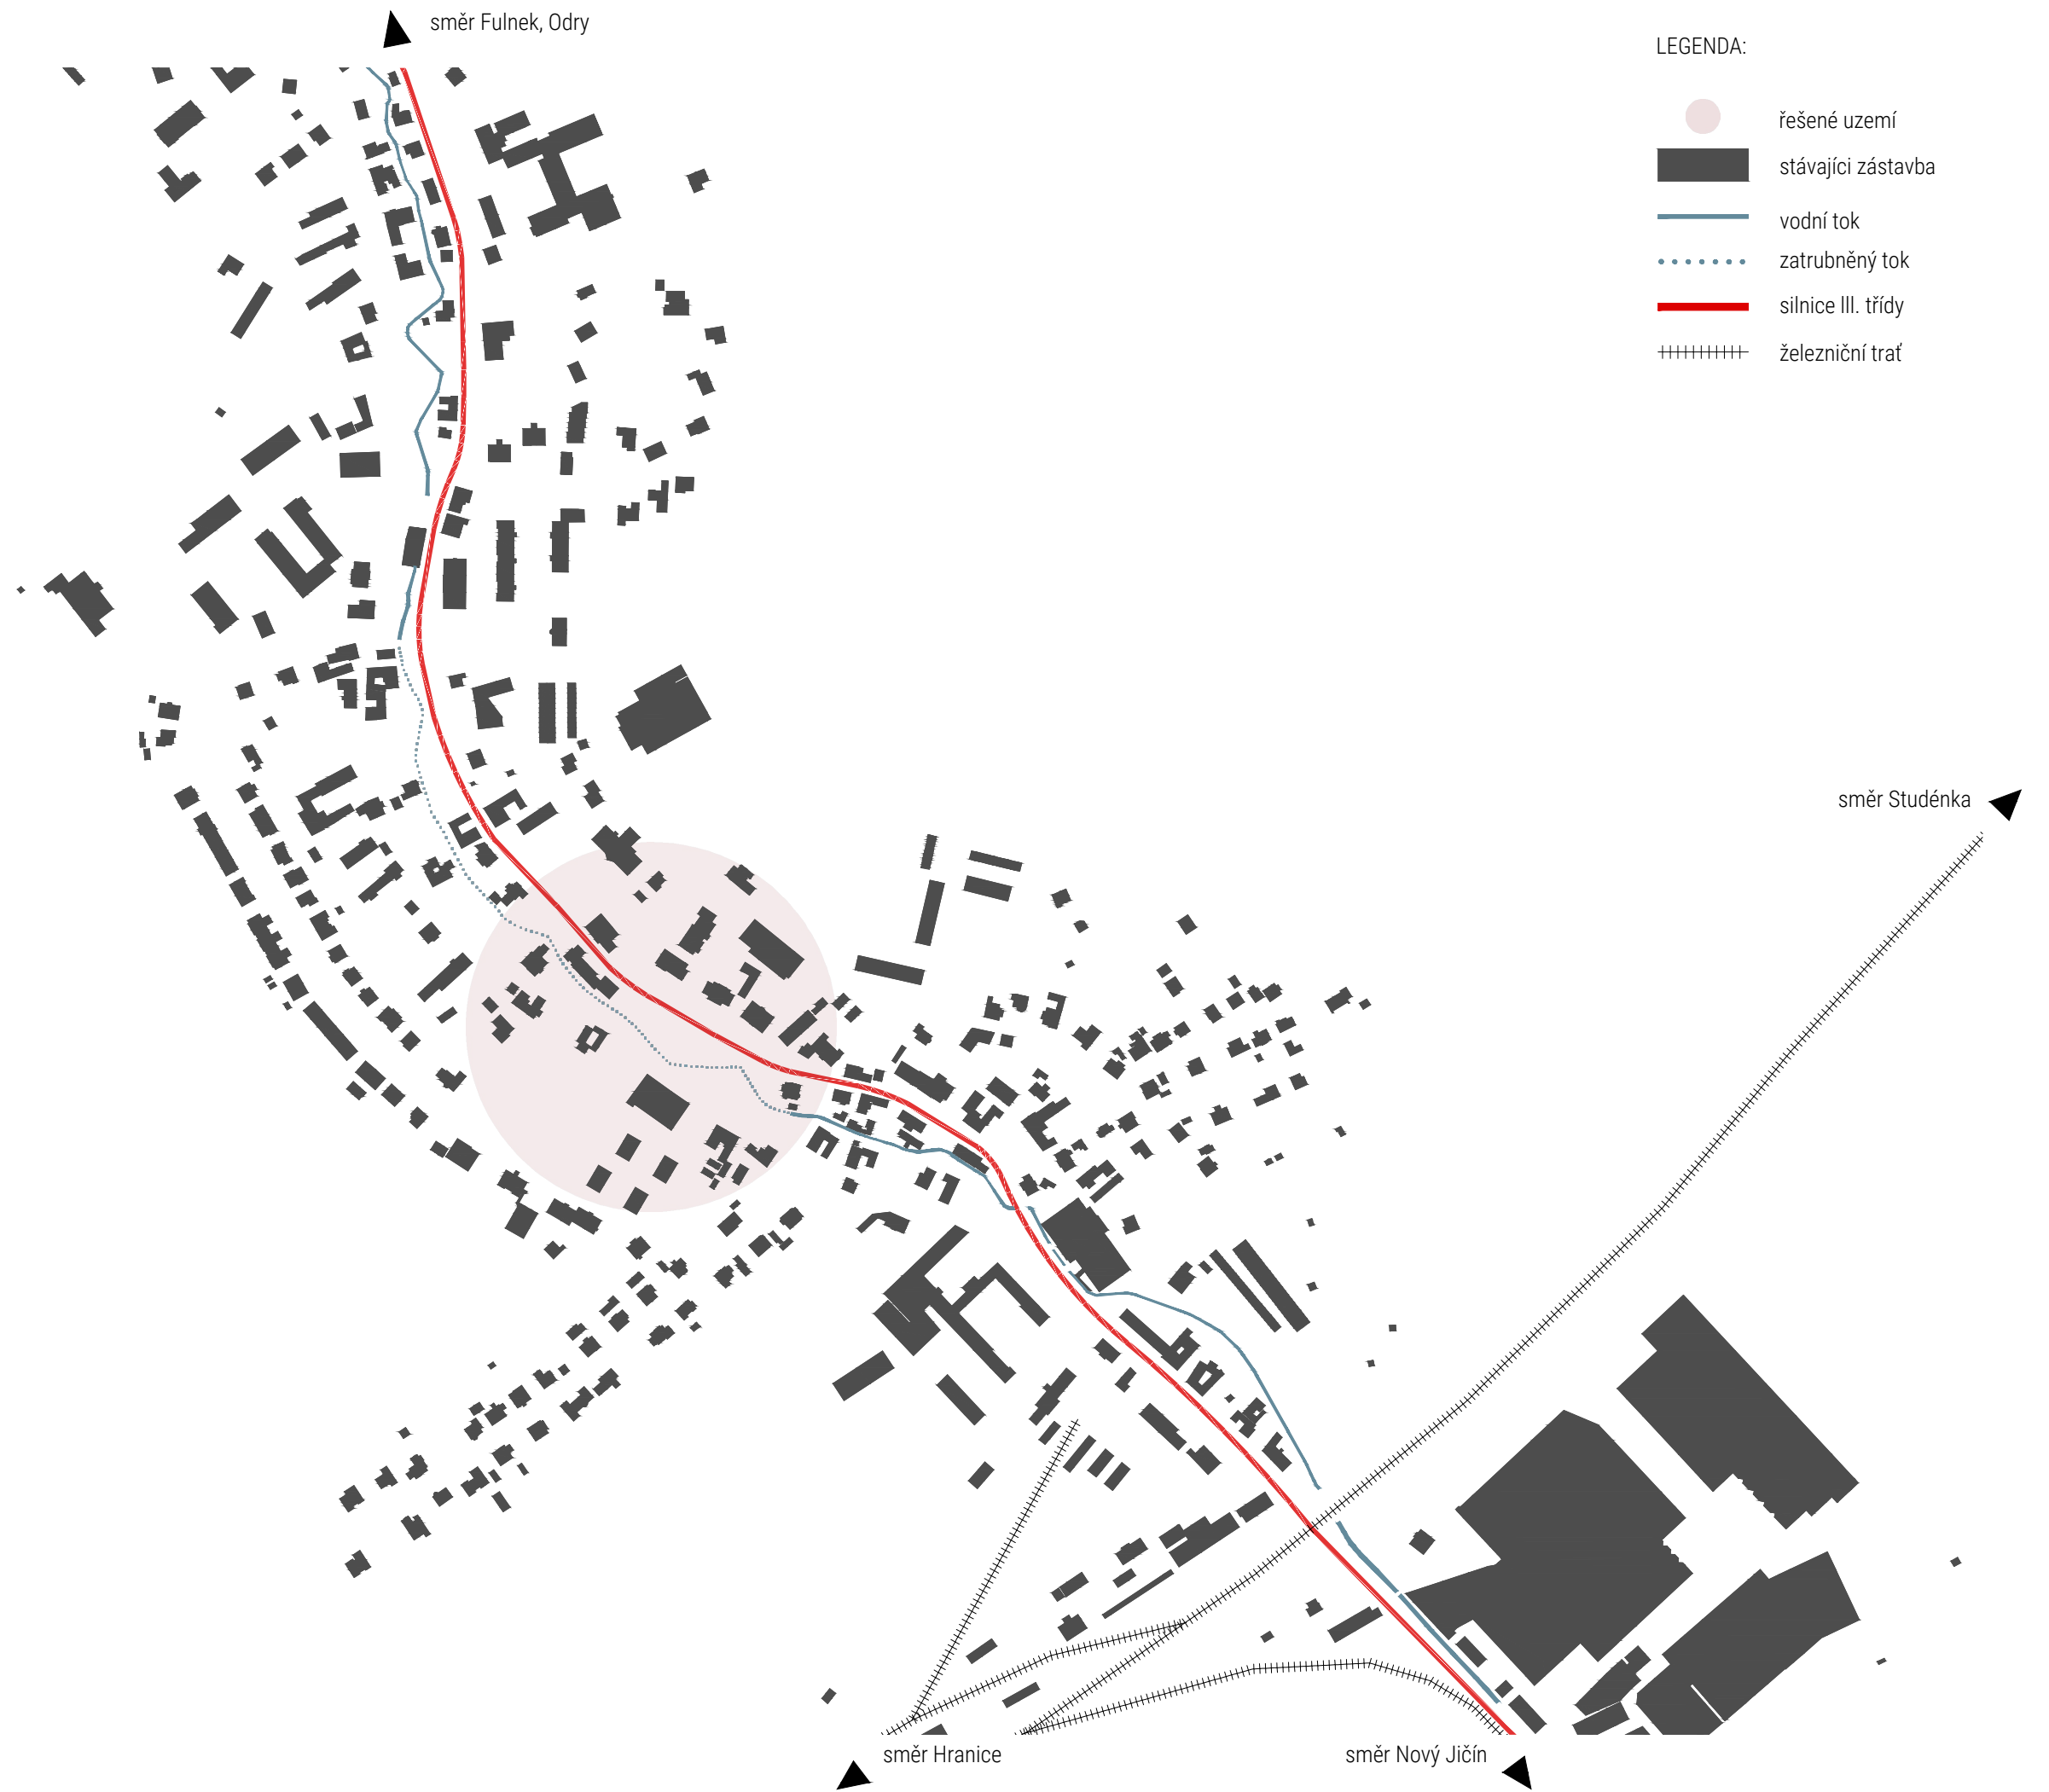 směr Fulnek, Odry
LEGENDA:
řešené uzemí
stávajíci zástavba
vodní tok
zatrubněný tok
silnice lll. třídy
železniční trať
směr Studénka
směr Hranice
směr Nový Jičín